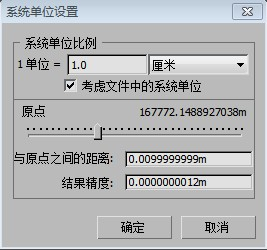 系统单位设置
系统单位比例
1 单位 = 1.0 厘米
考虑文件中的系统单位
原点 167772.1488927038m
与原点之间的距离: 0.0099999999m
结果精度: 0.0000000012m
确定 取消